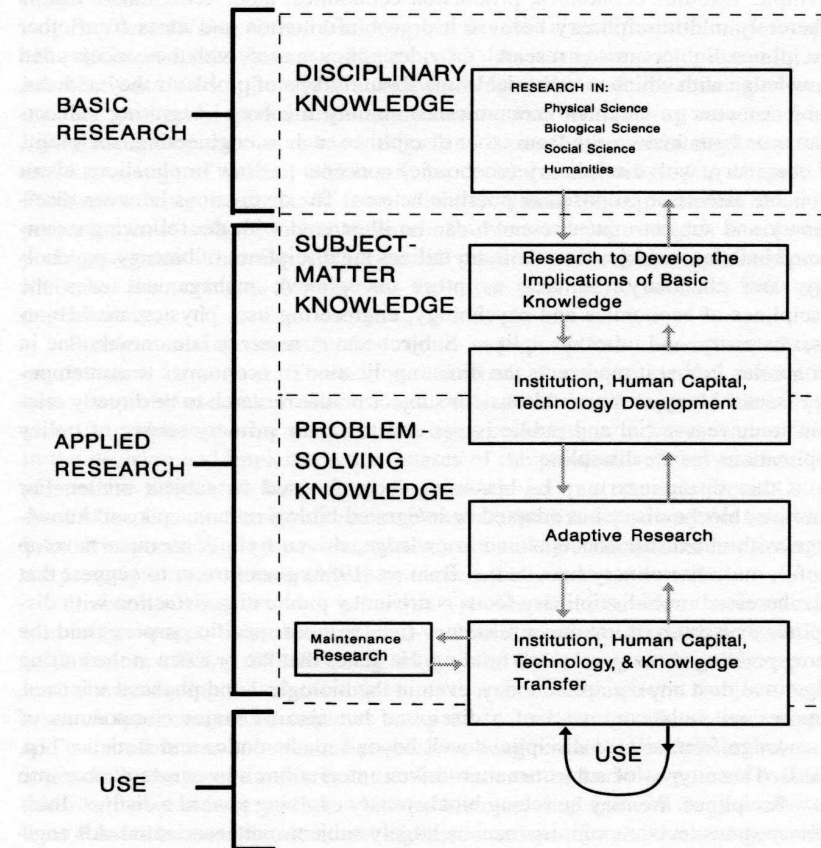 BASIC
RESEARCH
DISCIPLINARY
KNOWLEDGE
RESEARCH IN:
Physical Science
Biological Science
Social Science
Humanities
SUBJECT-
MATTER
KNOWLEDGE
Research to Develop the
Implications of Basic
Knowledge
Institution, Human Capital,
Technology Development
APPLIED
RESEARCH
PROBLEM-
SOLVING
KNOWLEDGE
Adaptive Research
Marketing
Research
Institution, Human Capital,
Technology, & Knowledge
Transfer
USE